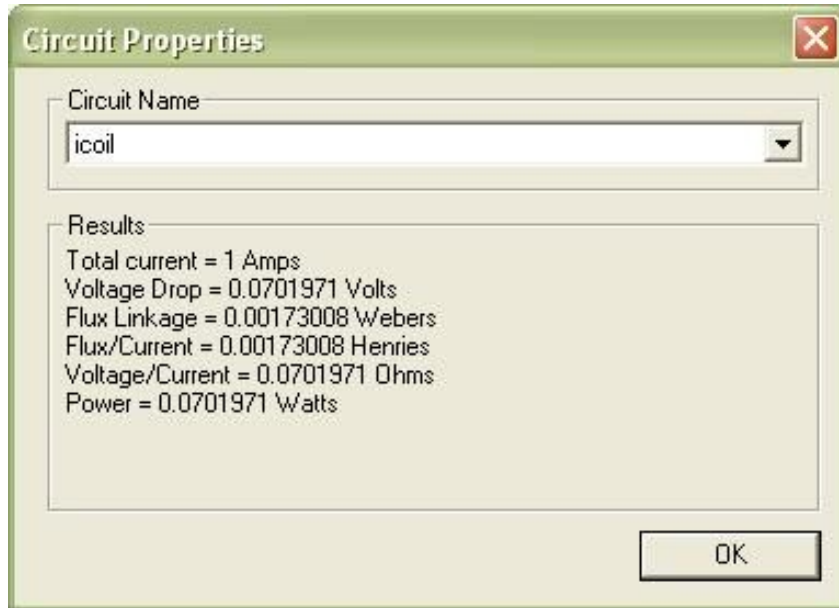 Circuit Properties
Circuit Name
icoil
Results
Total current = 1 Amps
Voltage Drop = 0.0701971 Volts
Flux Linkage = 0.00173008 Webers
Flux/Current = 0.00173008 Henries
Voltage/Current = 0.0701971 Ohms
Power = 0.0701971 Watts
OK